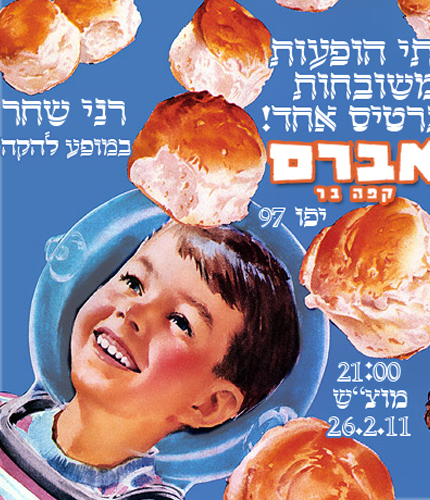 תי הופעות
משובחות
רטיס אחד!
רני שחר
במופע להקה
אברם
קפה בר
יפו 97
21:00
מוצ"ש
26.2.11